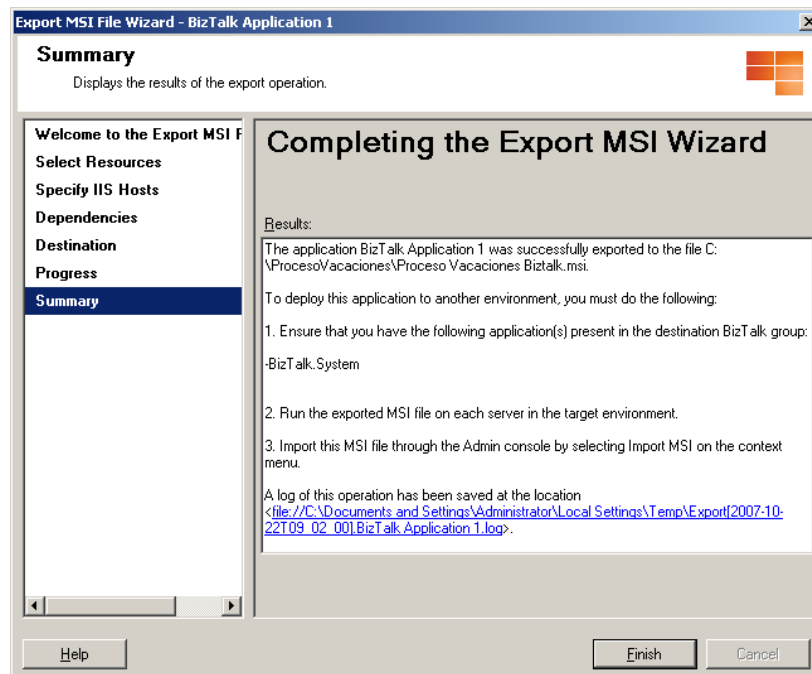 Export MSI File Wizard - BizTalk Application 1
Summary
Displays the results of the export operation.
Welcome to the Export MSI F
Select Resources
Specify IIS Hosts
Dependencies
Destination
Progress
Summary
Completing the Export MSI Wizard
Results:
The application BizTalk Application 1 was successfully exported to the file C:
\ProcesoVacaciones\Proceso Vacaciones Biztalk.msi.
To deploy this application to another environment, you must do the following:
1. Ensure that you have the following application(s) present in the destination BizTalk group:
-BizTalk.System
2. Run the exported MSI file on each server in the target environment.
3. Import this MSI file through the Admin console by selecting Import MSI on the context
menu.
A log of this operation has been saved at the location
<file://C:\Documents and Settings\Administrator\Local Settings\Temp\Export[2007-10-
22T09_02_00].BizTalk Application 1.log>.
Help
Finish
Cancel